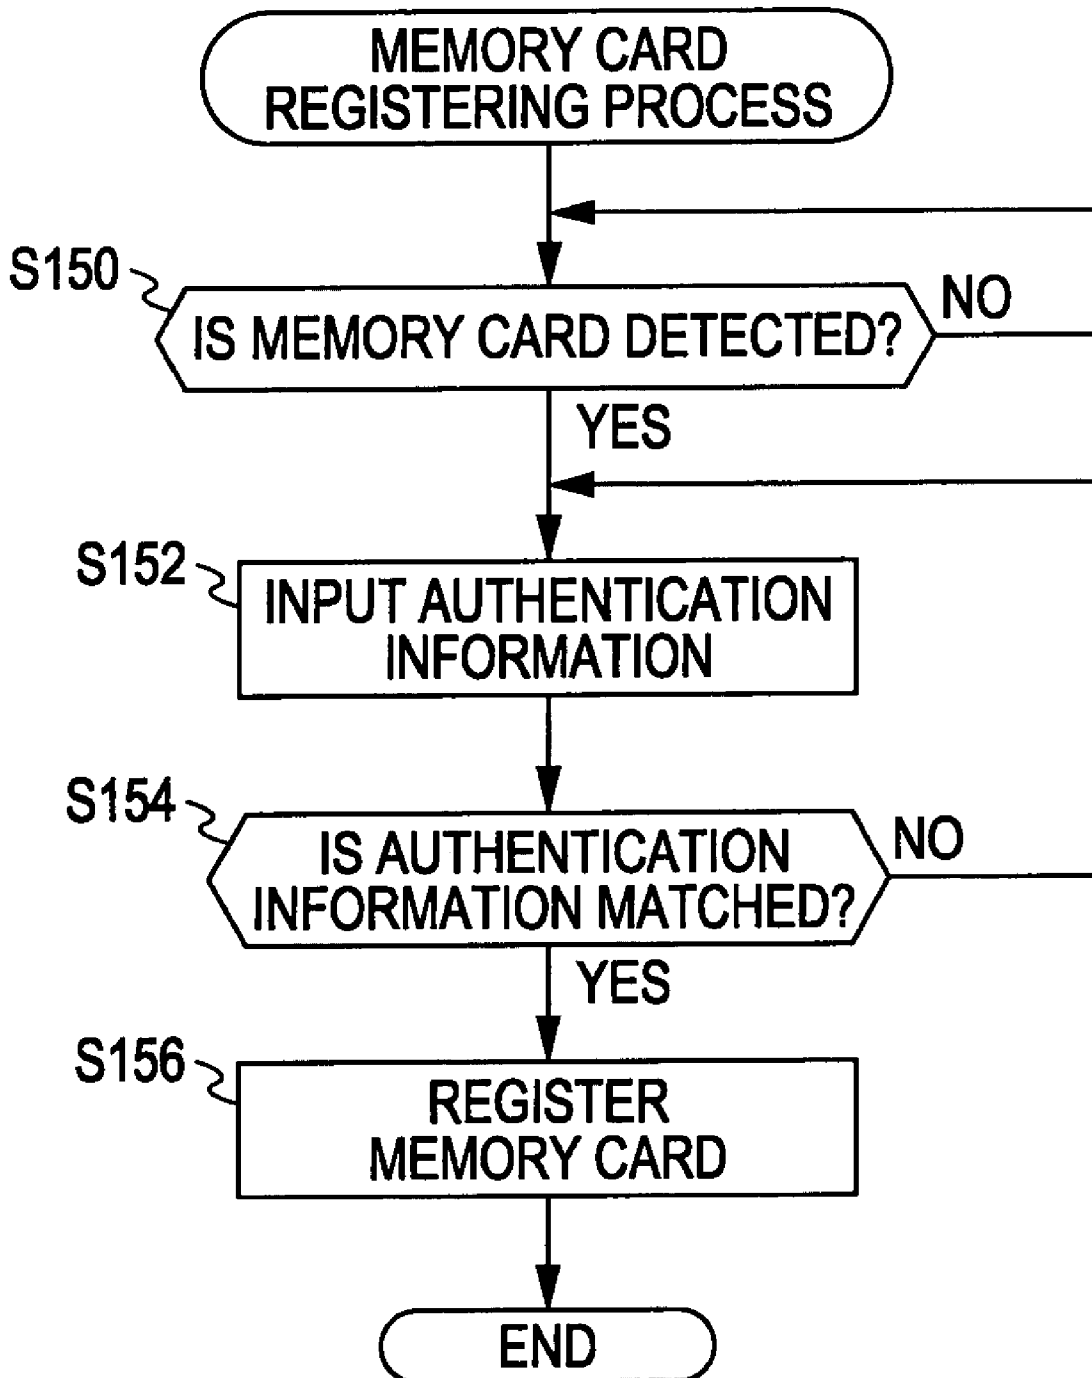 MEMORY CARD
REGISTERING PROCESS
S150
IS MEMORY CARD DETECTED?
NO
YES
S152
INPUT AUTHENTICATION
INFORMATION
S154
IS AUTHENTICATION
INFORMATION MATCHED?
NO
YES
S156
REGISTER
MEMORY CARD
END